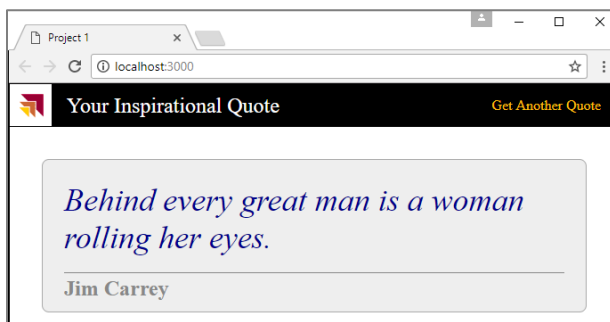 Project 1
localhost:3000
Your Inspirational Quote
Get Another Quote
Behind every great man is a woman
rolling her eyes.
Jim Carrey